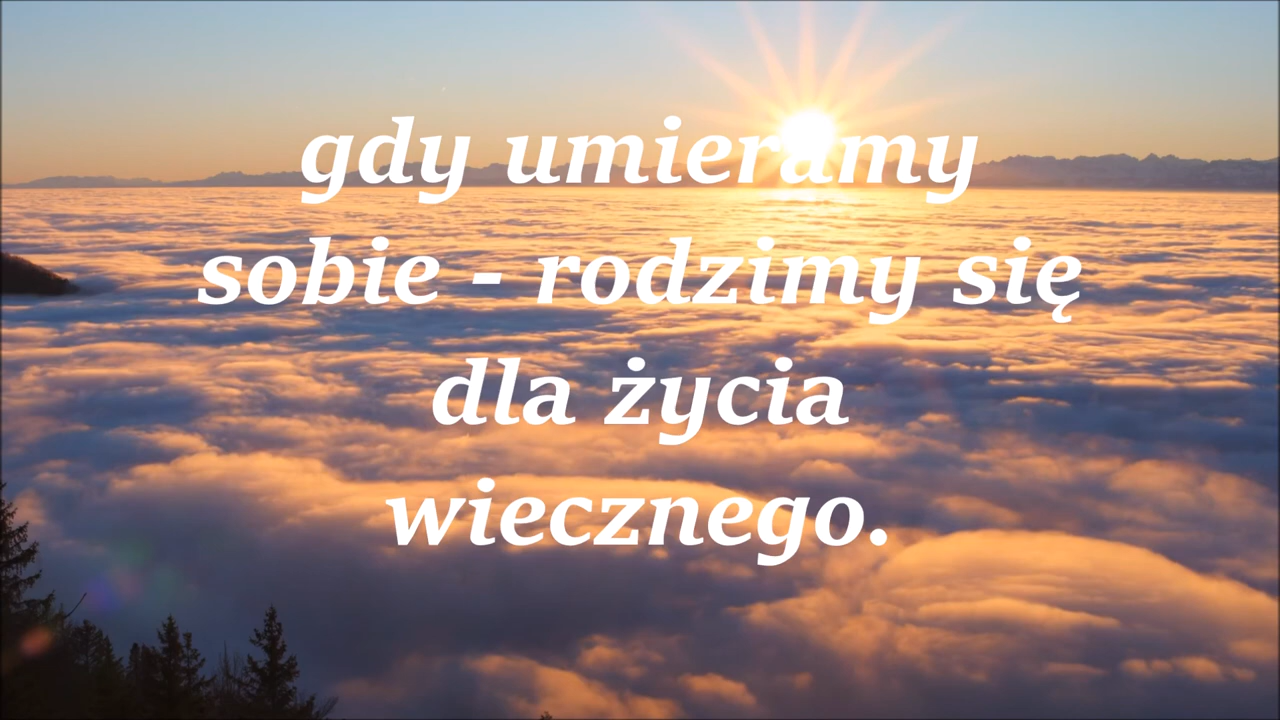 gdy umieramy
sobie - rodzimy się
dla życia
wiecznego.